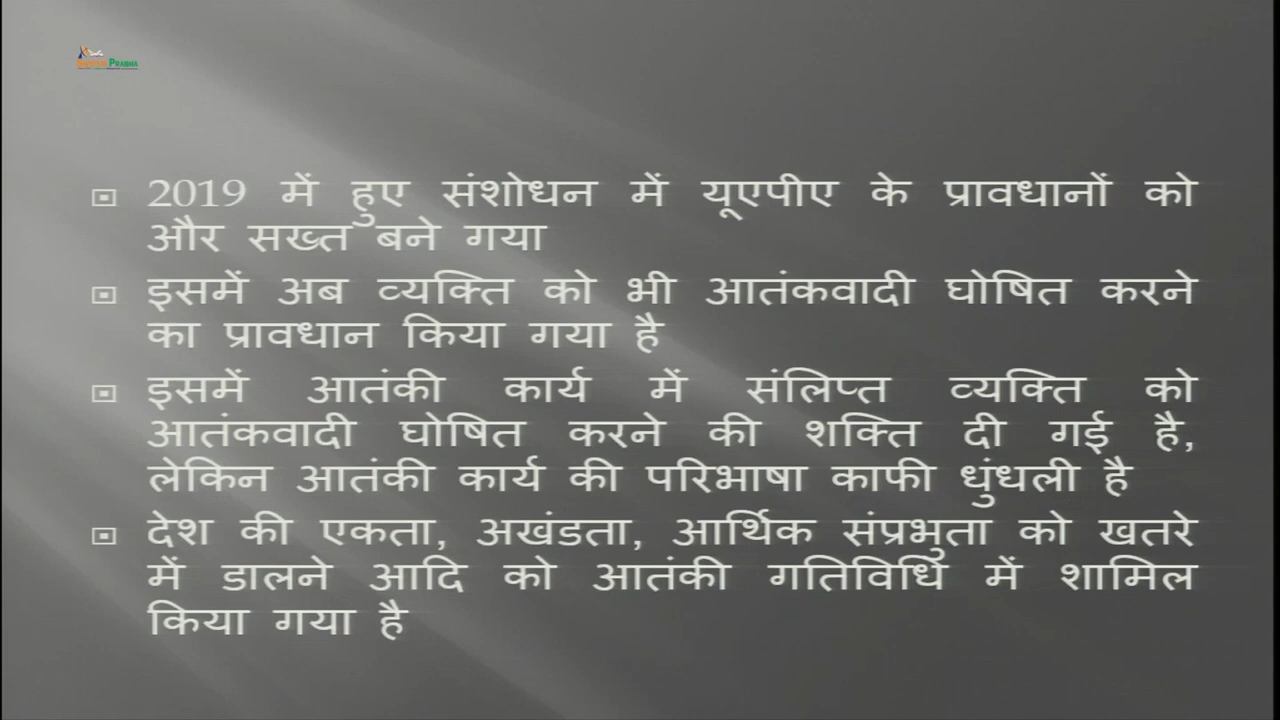 SWAYAM PRABHA
▣ 2019 में हुए संशोधन में यूएपीए के प्रावधानों को
और सख्त बने गया
▣ इसमें अब व्यक्ति को भी आतंकवादी घोषित करने
का प्रावधान किया गया है
▣ इसमें आतंकी कार्य में संलिप्त व्यक्ति को
आतंकवादी घोषित करने की शक्ति दी गई है,
लेकिन आतंकी कार्य की परिभाषा काफी धुंधली है
▣ देश की एकता, अखंडता, आर्थिक संप्रभुता को खतरे
में डालने आदि को आतंकी गतिविधि में शामिल
किया गया है